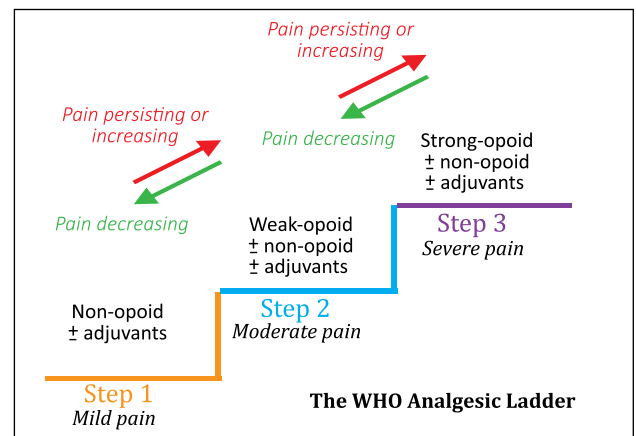 Pain persisting or
increasing
Pain decreasing
Pain persisting or
increasing
Pain decreasing
Strong-opoid
± non-opoid
± adjuvants
Step 3
Severe pain
Weak-opoid
± non-opoid
± adjuvants
Step 2
Moderate pain
Non-opoid
± adjuvants
Step 1
Mild pain
The WHO Analgesic Ladder